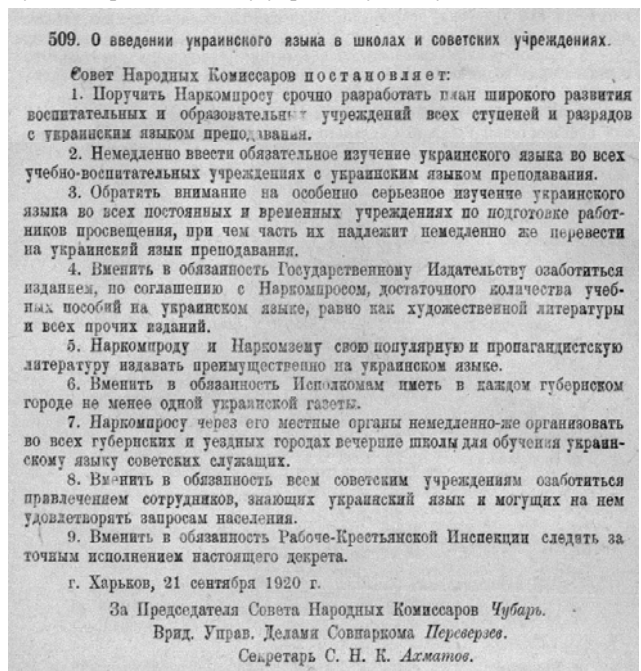 509. О введении украинского языка в школах и советских учреждениях.
Совет Народных Комиссаров постановляет:
1. Поручить Наркомпросу срочно разработать план широкого развития
воспитательных и образовательных учреждений всех ступеней и разрядов
с украинским языком преподавания.
2. Немедленно ввести обязательное изучение украинского языка во всех
учебно-воспитательных учреждениях с украинским языком преподавания.
3. Обратить внимание на особенно серьезное изучение украинского
языка во всех постоянных и временных учреждениях по подготовке работ-
ников просвещения, при чем часть их надлежит немедленно же перевести
на украинский язык преподавания.
4. Вменить в обязанность Государственному Издательству озаботиться
изданием, по соглашению с Наркомпросом, достаточного количества учеб-
ных пособий на украинском языке, равно как художественной литературы
и всех прочих изданий.
5. Наркомпроду и Наркомзему свою популярную и пропагандистскую
литературу издавать преимущественно на украинском языке.
6. Вменить в обязанность Исполкомам иметь в каждом губернском
городе не менее одной украинской газеты.
7. Наркомпросу через его местные органы немедленно-же организовать
во всех губернских и уездных городах вечерние школы для обучения украин-
скому языку советских служащих.
8. Вменить в обязанность всем советским учреждениям озаботиться
привлечением сотрудников, знающих украинский язык и могущих на нем
удовлетворять запросам населения.
9. Вменить в обязанность Рабоче-Крестьянской Инспекции следить за
точным исполнением настоящего декрета.
г. Харьков, 21 сентября 1920 г.
За Председателя Совета Народных Комиссаров Чубарь.
Врид. Управ. Делами Совнаркома Переверзев.
Секретарь С. Н. К. Ахматов.